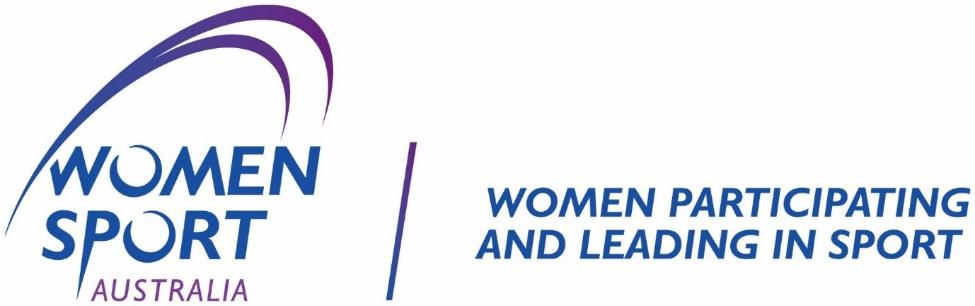 WOMEN
SPORT
AUSTRALIA
WOMEN PARTICIPATING
AND LEADING IN SPORT